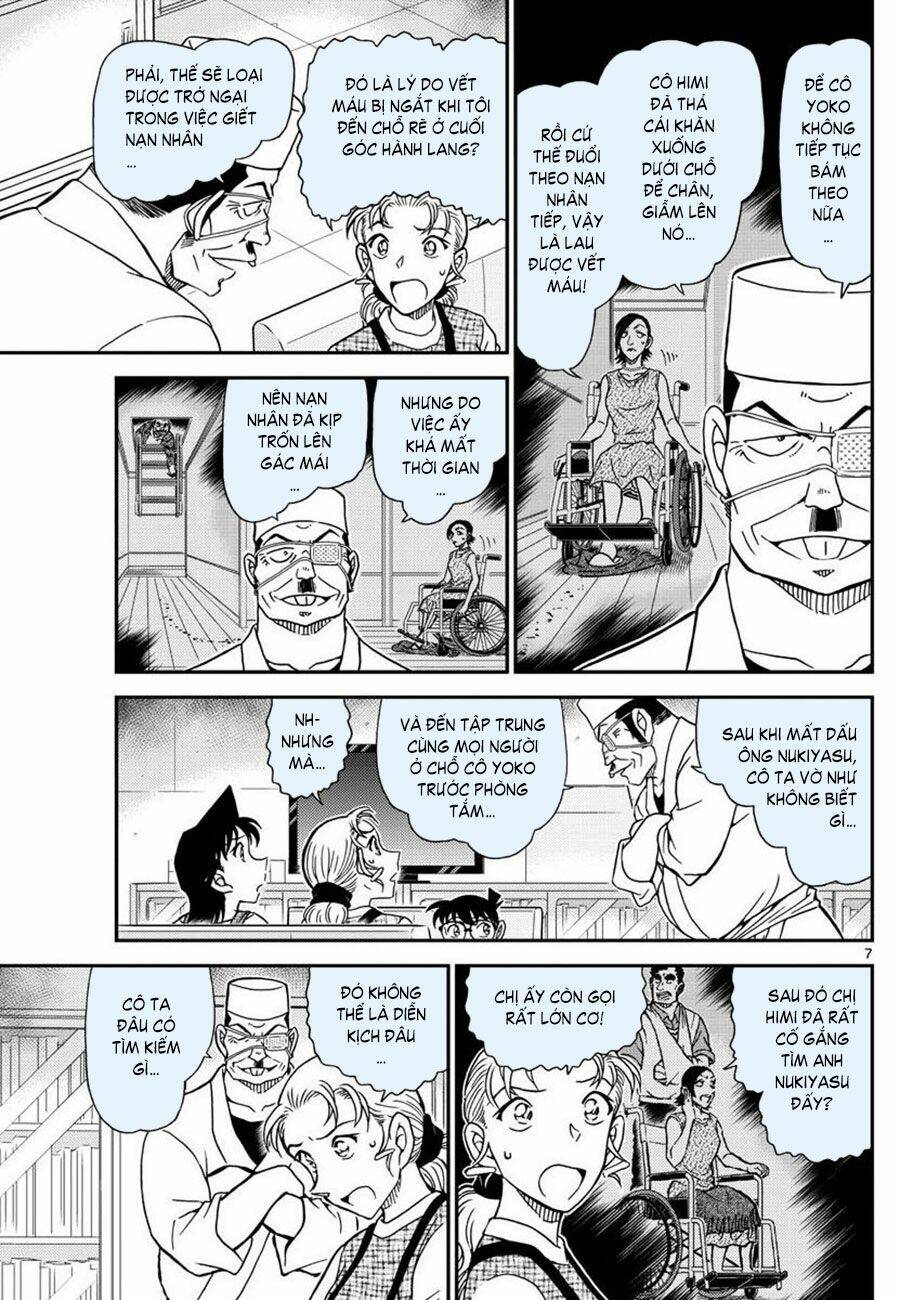 ĐỂ CÔ
YOKO
KHÔNG
TIẾP TỤC
BÁM
THEO
NỮA
...
CÔ HIMI
ĐÃ THẢ
CÁI KHĂN
XUỐNG
DƯỚI CHỖ
ĐỂ CHÂN,
GIẪM LÊN
NÓ...
RỒI CỨ
THẾ ĐUỔI
THEO NẠN
NHÂN
TIẾP, VẬY
LÀ LAU
ĐƯỢC VẾT
MÁU!
ĐÓ LÀ LÝ DO VẾT
MÁU BỊ NGẮT KHI TÔI
ĐẾN CHỖ RẼ Ở CUỐI
GÓC HÀNH LANG?
PHẢI, THẾ SẼ LOẠI
ĐƯỢC TRỞ NGẠI
TRONG VIỆC GIẾT
NẠN NHÂN
...
NHƯNG DO
VIỆC ẤY
KHÁ MẤT
THỜI GIAN
...
NÊN NẠN
NHÂN ĐÃ KỊP
TRỐN LÊN
GÁC MÁI
...
SAU KHI MẤT DẤU
ÔNG NUKIYASU,
CÔ TA VỜ NHƯ
KHÔNG BIẾT
GÌ...
VÀ ĐẾN TẬP TRUNG
CÙNG MỌI NGƯỜI
Ở CHỖ CÔ YOKO
TRƯỚC PHÒNG
TẮM...
NH-
NHƯNG
MÀ...
7
SAU ĐÓ CHỊ
HIMI ĐÃ RẤT
CỐ GẮNG
TÌM ANH
NUKIYASU
ĐẤY?
CHỊ ẤY CÒN GỌI
RẤT LỚN CƠ!
ĐÓ KHÔNG
THỂ LÀ DIỄN
KỊCH ĐÂU
...
CÔ TA
ĐÂU CÓ
TÌM KIẾM
GÌ...